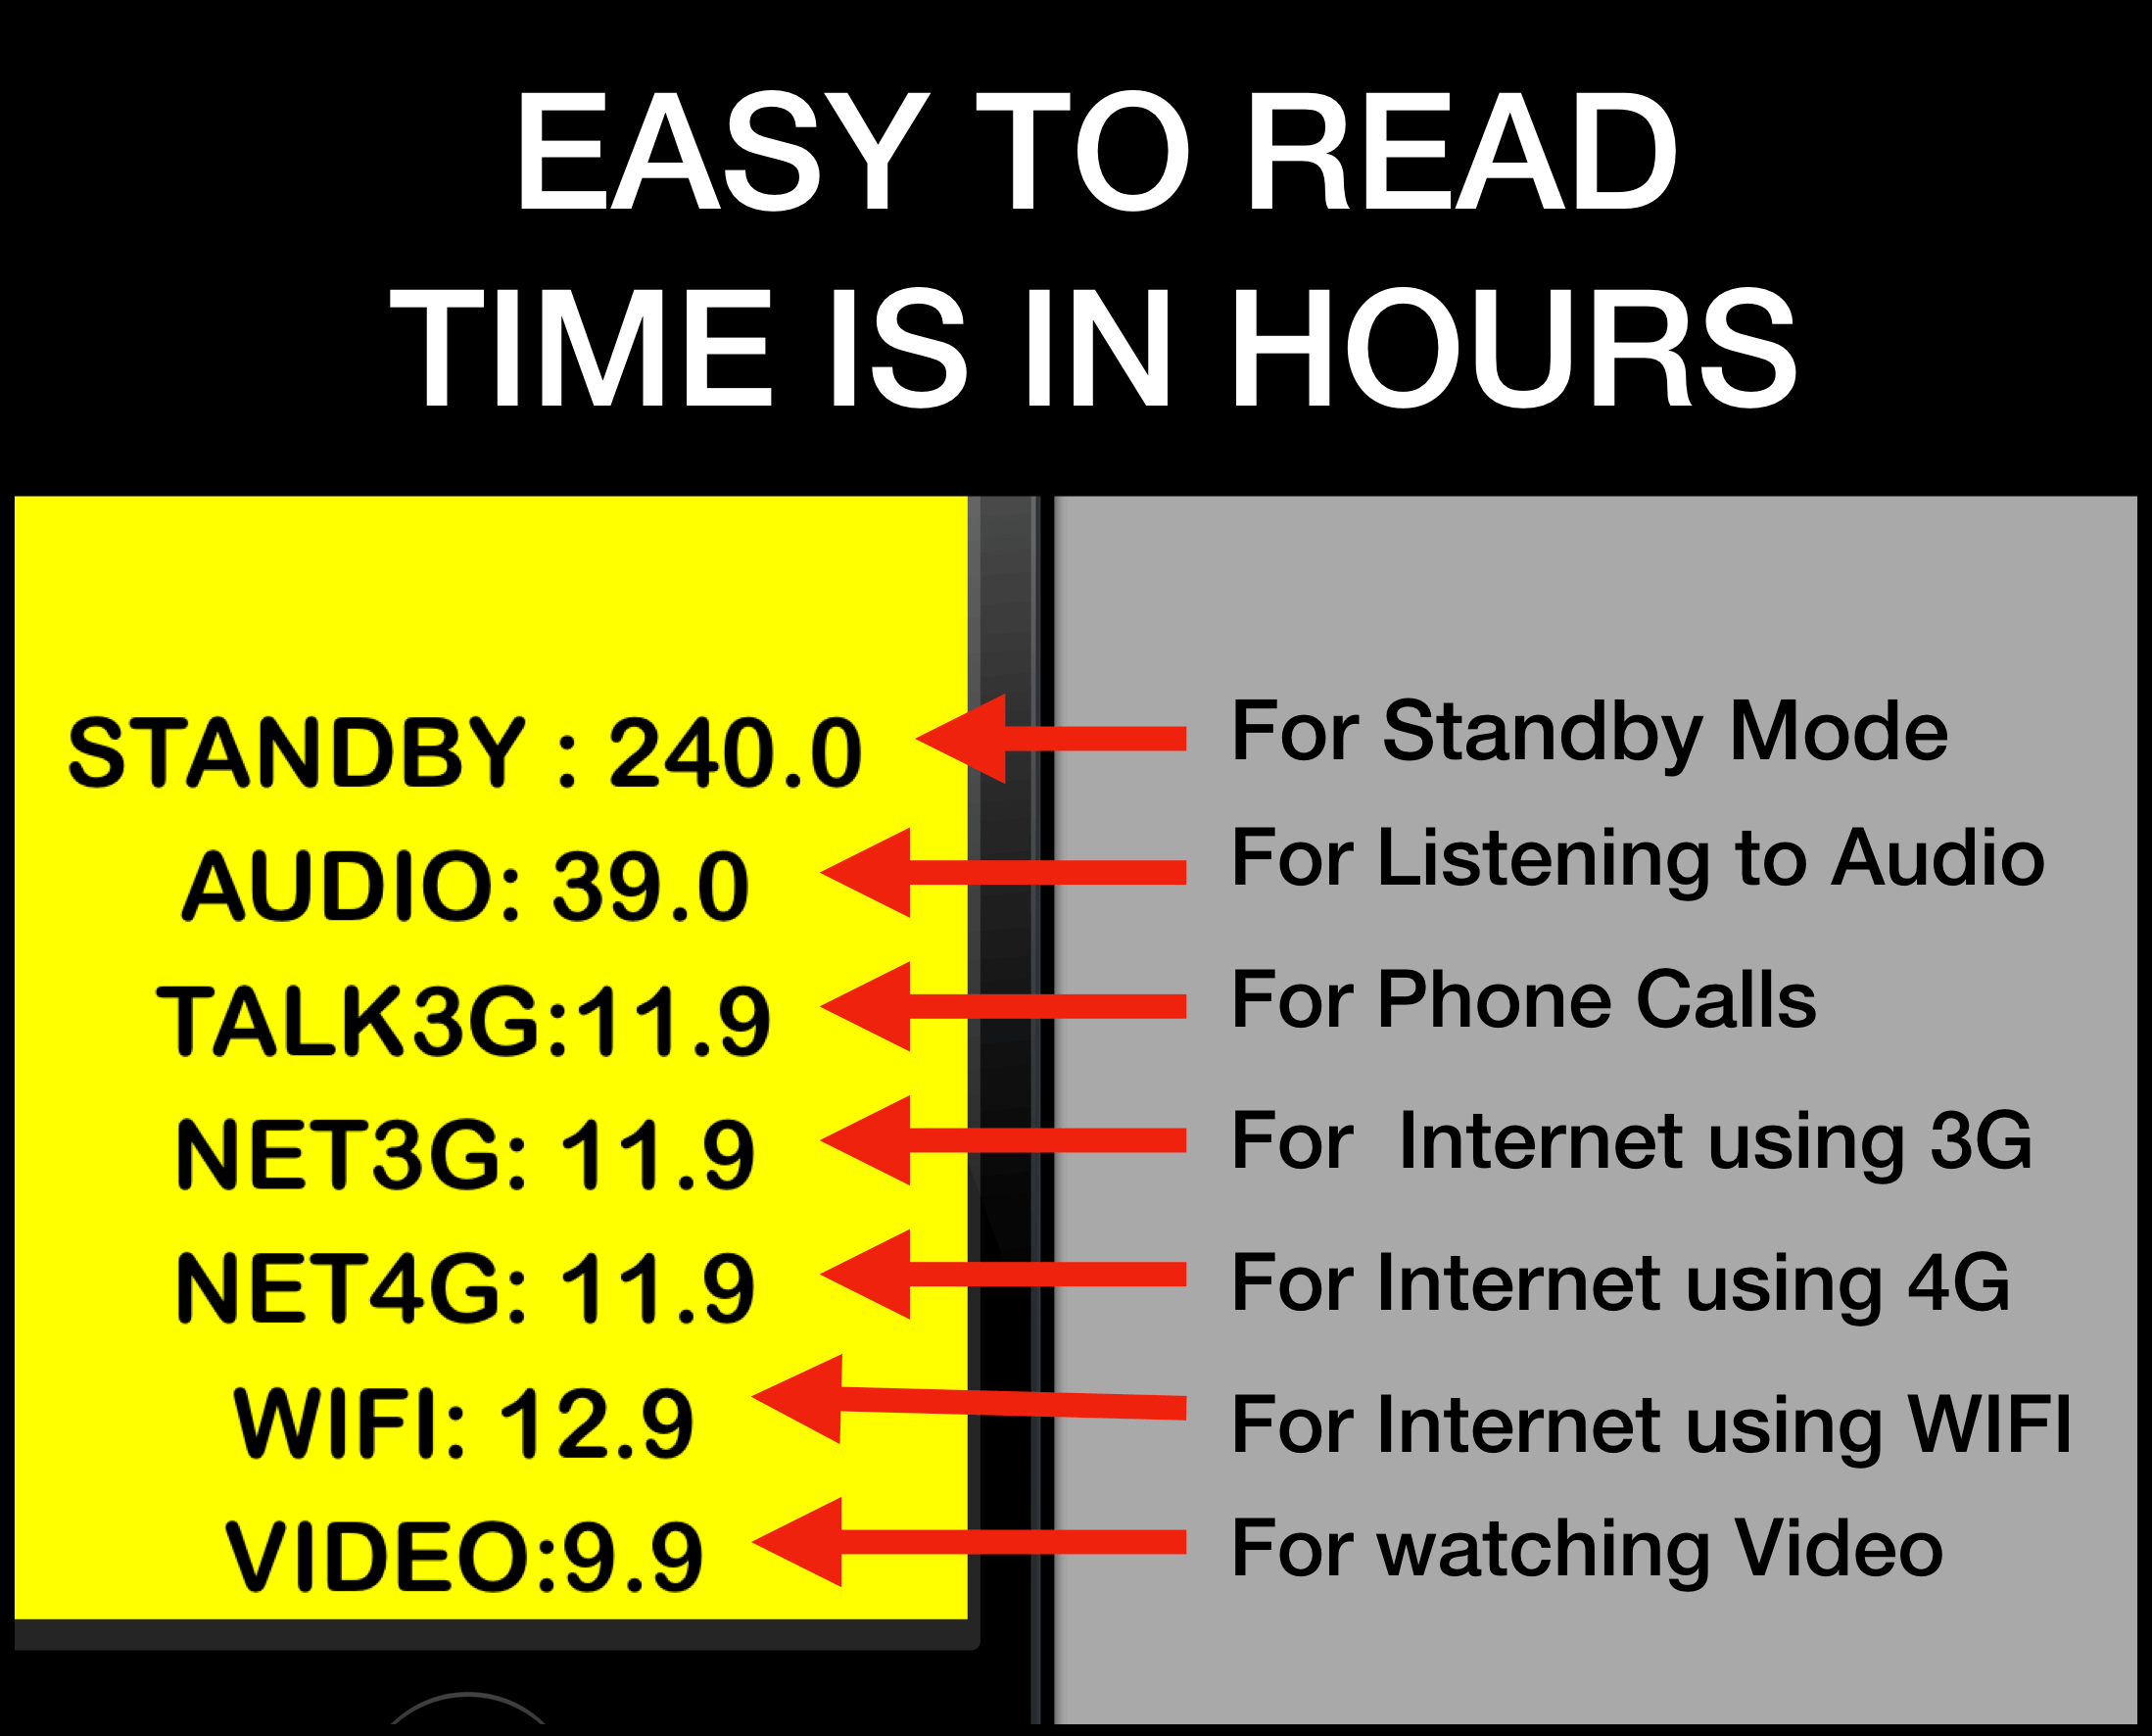 EASY TO READ
TIME IS IN HOURS
STANDBY : 240.0
For Standby Mode
AUDIO: 39.0
For Listening to Audio
TALK3G:11.9
For Phone Calls
NET3G: 11.9
For  Internet using 3G
NET4G: 11.9
For Internet using 4G
WIFI: 12.9
For Internet using WIFI
VIDEO:9.9
For watching Video